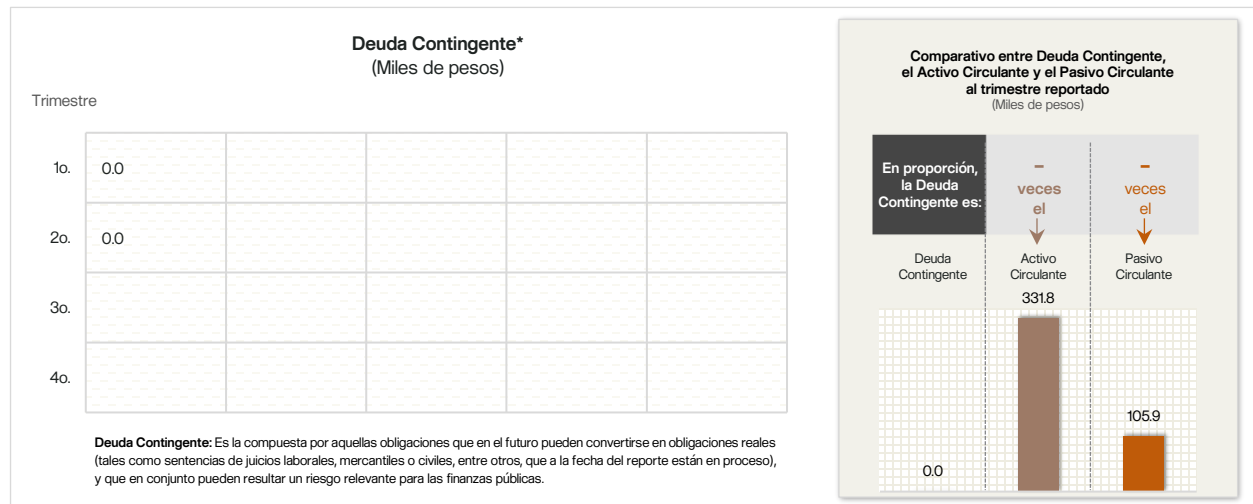 Deuda Contingente*
(Miles de pesos)
Trimestre
1o. 0.0
2o. 0.0
3o.
4o.
Deuda Contingente: Es la compuesta por aquellas obligaciones que en el futuro pueden convertirse en obligaciones reales
(tales como sentencias de juicios laborales, mercantiles o civiles, entre otros, que a la fecha del reporte están en proceso),
y que en conjunto pueden resultar un riesgo relevante para las finanzas públicas.
Comparativo entre Deuda Contingente,
el Activo Circulante y el Pasivo Circulante
al trimestre reportado
(Miles de pesos)
En proporción,
la Deuda
Contingente es:
–
veces
el
–
veces
el
Deuda
Contingente
Activo
Circulante
Pasivo
Circulante
331.8
105.9
0.0